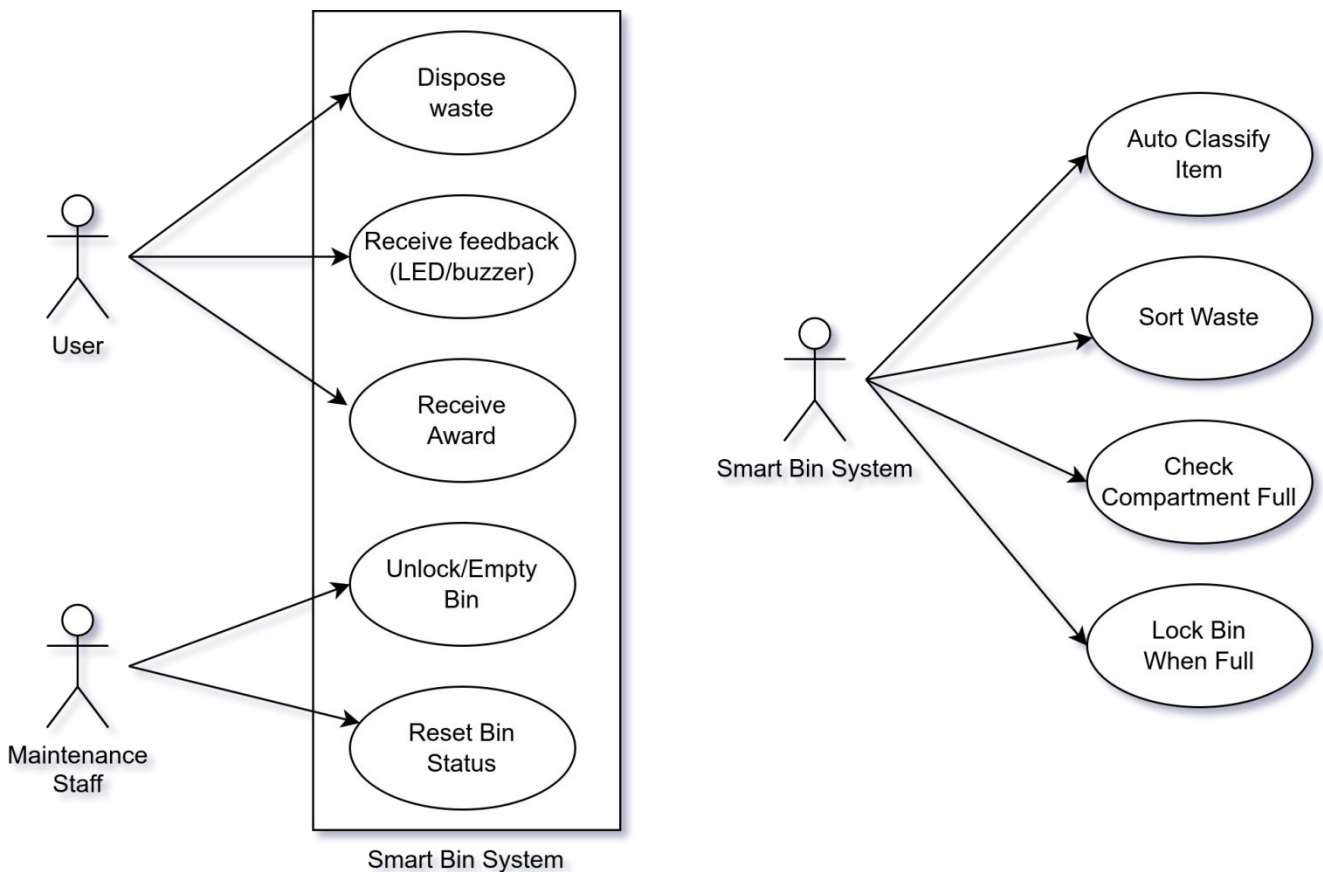 Dispose
waste
Receive feedback
(LED/buzzer)
User
Receive
Award
Unlock/Empty
Bin
Maintenance
Staff
Reset Bin
Status
Smart Bin System
Auto Classify
Item
Sort Waste
Smart Bin System
Check
Compartment Full
Lock Bin
When Full